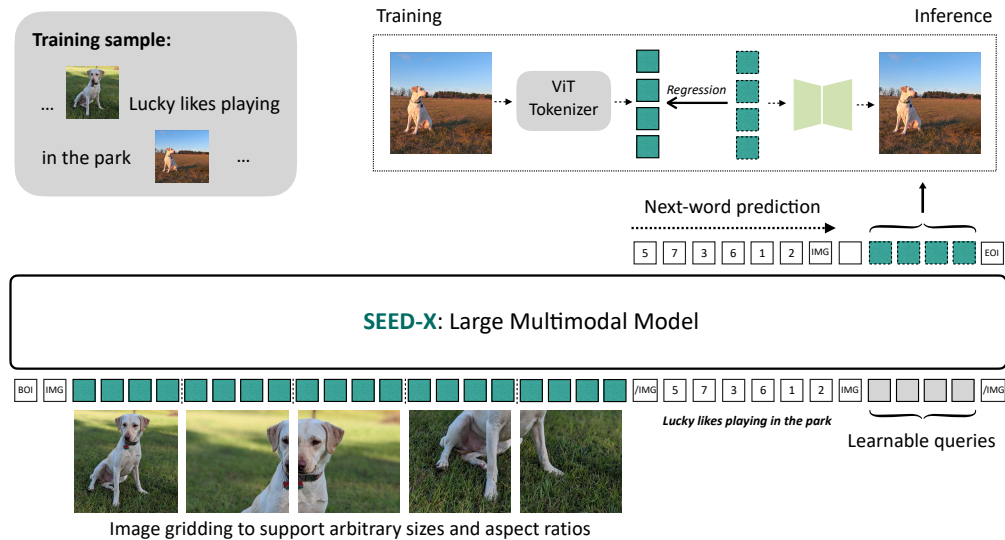 Training
Inference
Training sample:
... Lucky likes playing
in the park ...
ViT
Tokenizer
Regression
Next-word prediction
5 7 3 6 1 2 IMG EOI
SEED-X: Large Multimodal Model
BOI IMG /IMG 5 7 3 6 1 2 IMG /IMG
Lucky likes playing in the park
Learnable queries
Image gridding to support arbitrary sizes and aspect ratios